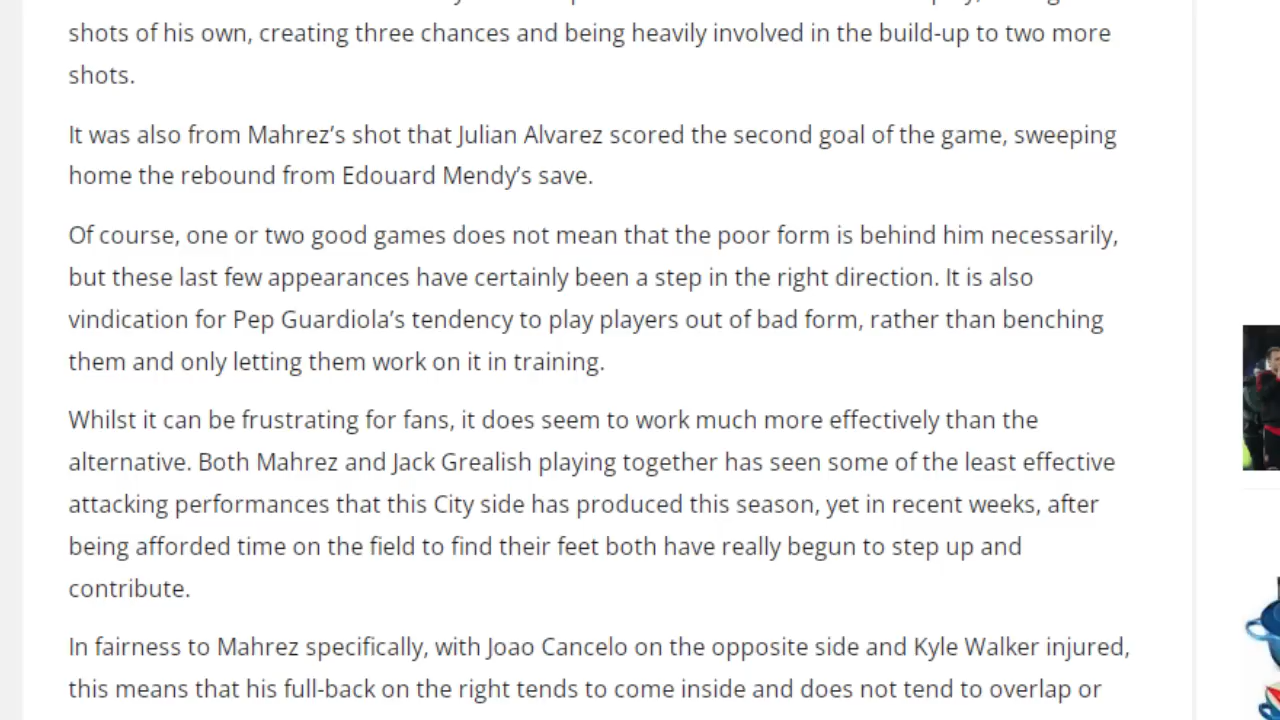 shots of his own, creating three chances and being heavily involved in the build-up to two more
shots.
It was also from Mahrez’s shot that Julian Alvarez scored the second goal of the game, sweeping
home the rebound from Edouard Mendy’s save.
Of course, one or two good games does not mean that the poor form is behind him necessarily,
but these last few appearances have certainly been a step in the right direction. It is also
vindication for Pep Guardiola’s tendency to play players out of bad form, rather than benching
them and only letting them work on it in training.
Whilst it can be frustrating for fans, it does seem to work much more effectively than the
alternative. Both Mahrez and Jack Grealish playing together has seen some of the least effective
attacking performances that this City side has produced this season, yet in recent weeks, after
being afforded time on the field to find their feet both have really begun to step up and
contribute.
In fairness to Mahrez specifically, with Joao Cancelo on the opposite side and Kyle Walker injured,
this means that his full-back on the right tends to come inside and does not tend to overlap or